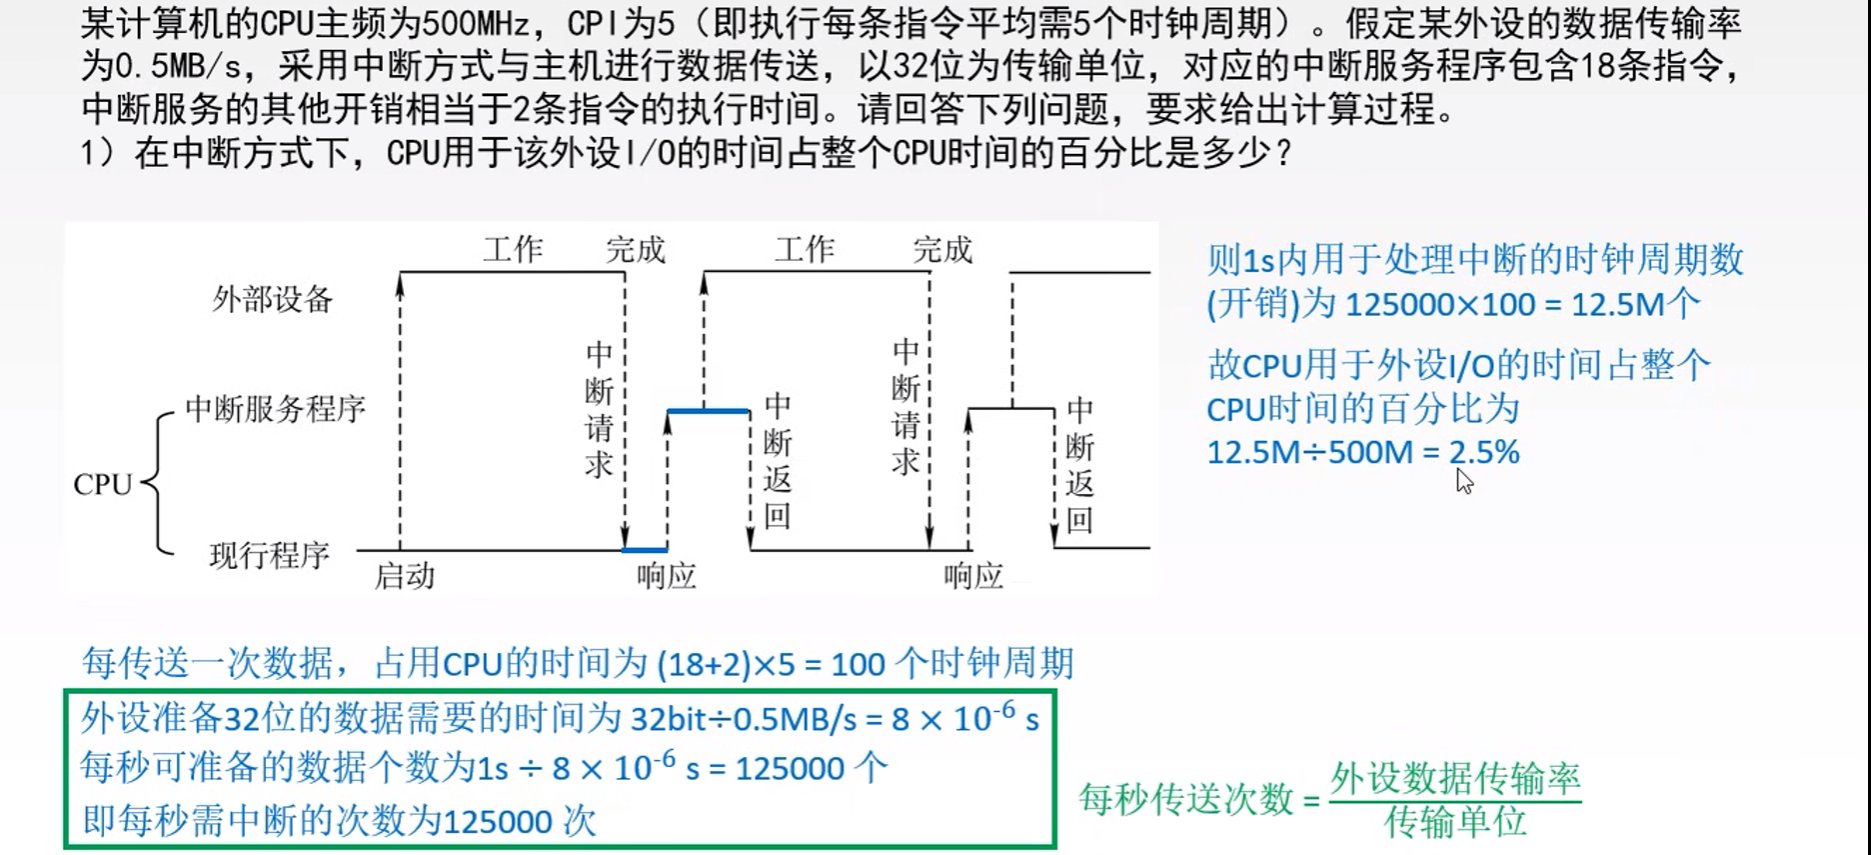 某计算机的CPU主频为500MHz，CPI为5（即执行每条指令平均需5个时钟周期）。假定某外设的数据传输率
为0.5MB/s，采用中断方式与主机进行数据传送，以32位为传输单位，对应的中断服务程序包含18条指令，
中断服务的其他开销相当于2条指令的执行时间。请回答下列问题，要求给出计算过程。
1）在中断方式下，CPU用于该外设I/O的时间占整个CPU时间的百分比是多少？
工作 完成 工作 完成
外部设备
中断请求
中断请求
中断服务程序
中断返回
中断返回
CPU
现行程序
启动 响应 响应
则1s内用于处理中断的时钟周期数
(开销)为 125000×100 = 12.5M个
故CPU用于外设I/O的时间占整个
CPU时间的百分比为
12.5M÷500M = 2.5%
每传送一次数据，占用CPU的时间为 (18+2)×5 = 100 个时钟周期
外设准备32位的数据需要的时间为 32bit÷0.5MB/s = 8 × 10⁻⁶ s
每秒可准备的数据个数为1s ÷ 8 × 10⁻⁶ s = 125000 个
即每秒需中断的次数为125000 次
每秒传送次数 = 外设数据传输率
传输单位